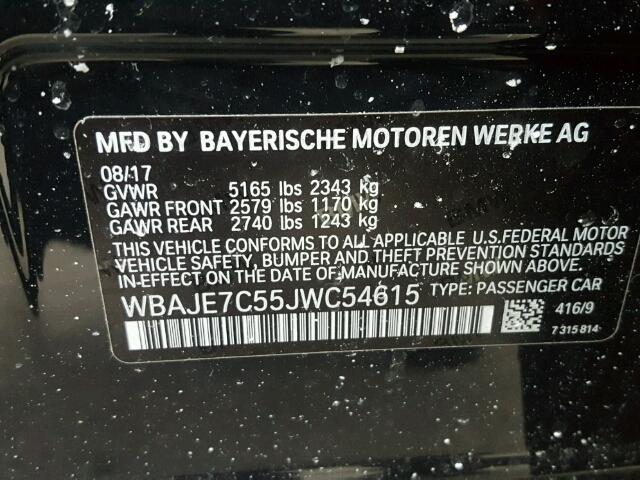 MFD BY BAYERISCHE MOTOREN WERKE AG
08/17
GVWR 5165 lbs 2343 kg
GAWR FRONT 2579 lbs 1170 kg
GAWR REAR 2740 lbs 1243 kg
THIS VEHICLE CONFORMS TO ALL APPLICABLE U.S.FEDERAL MOTOR
VEHICLE SAFETY, BUMPER AND THEFT PREVENTION STANDARDS
IN EFFECT ON THE DATE OF MANUFACTURE SHOWN ABOVE.
WBAJE7C55JWC54615 TYPE: PASSENGER CAR
416/9
7 315 814